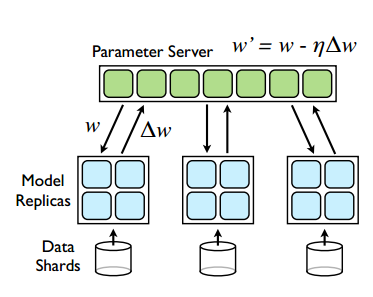 Parameter Server w' = w - ηΔw
w Δw
Model
Replicas
Data
Shards